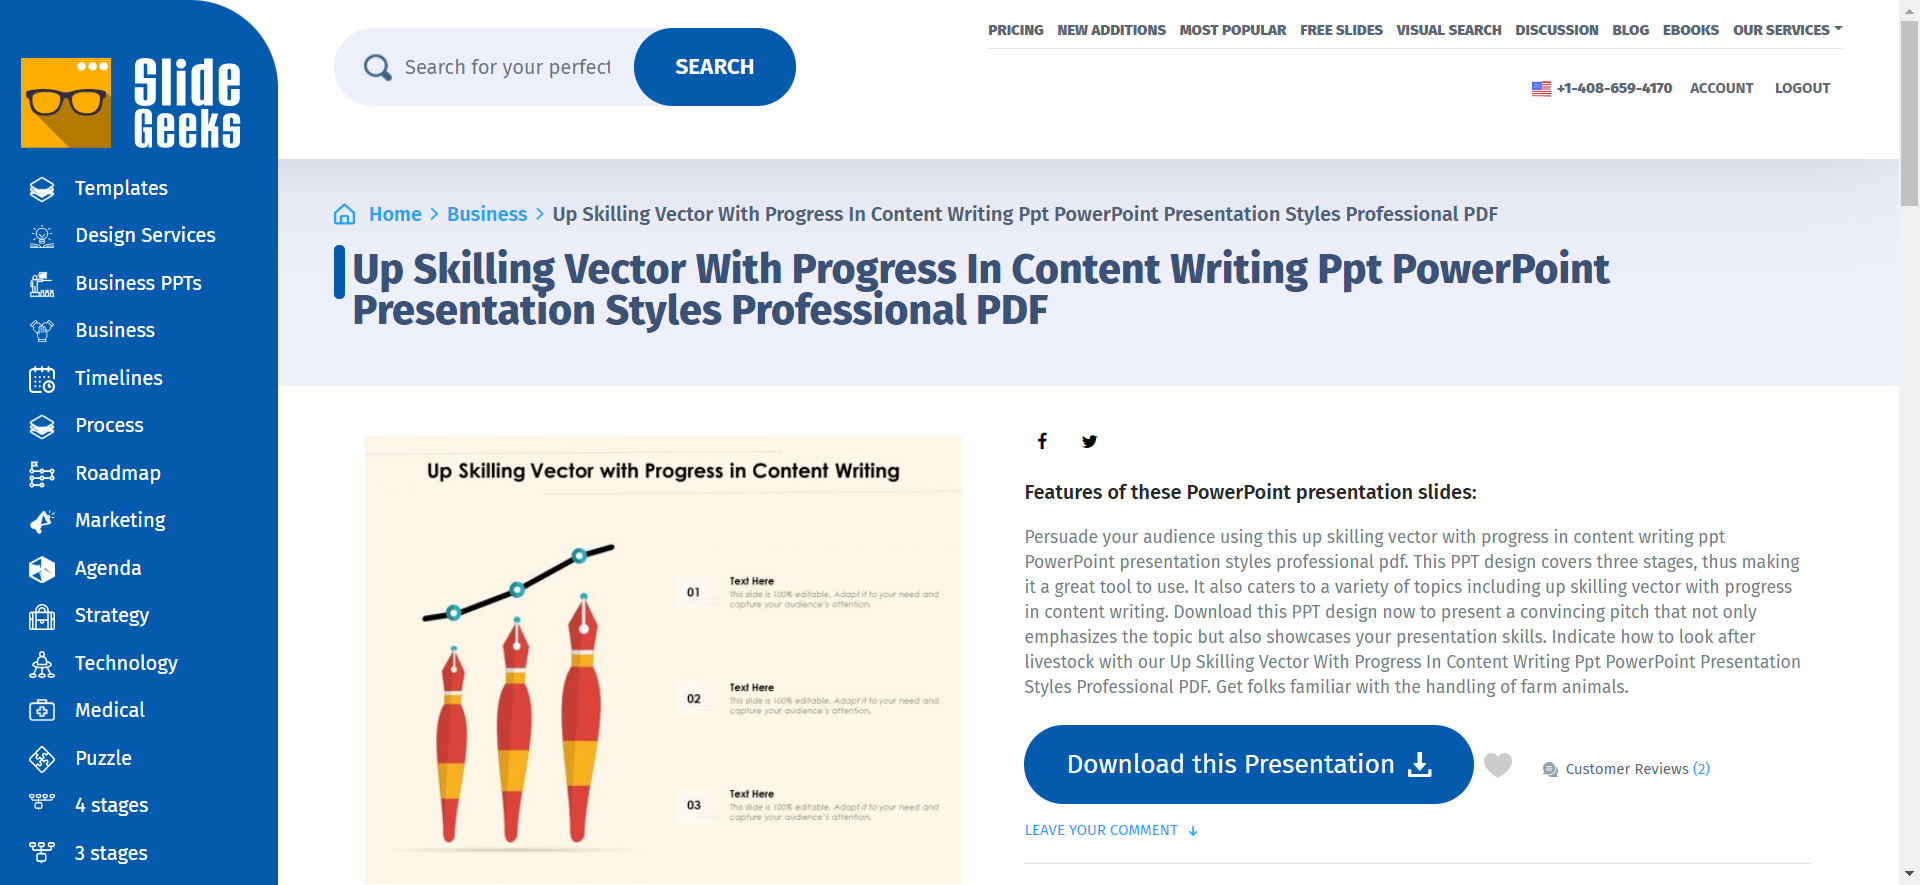 Slide
Geeks
Templates
Design Services
Business PPTs
Business
Timelines
Process
Roadmap
Marketing
Agenda
Strategy
Technology
Medical
Puzzle
4 stages
3 stages
Search for your perfect
SEARCH
PRICING NEW ADDITIONS MOST POPULAR FREE SLIDES VISUAL SEARCH DISCUSSION BLOG EBOOKS OUR SERVICES
+1-408-659-4170 ACCOUNT LOGOUT
Home > Business > Up Skilling Vector With Progress In Content Writing Ppt PowerPoint Presentation Styles Professional PDF
Up Skilling Vector With Progress In Content Writing Ppt PowerPoint
Presentation Styles Professional PDF
Up Skilling Vector with Progress in Content Writing
01
Text Here
This slide is 100% editable. Adapt it to your need and
capture your audience's attention.
02
Text Here
This slide is 100% editable. Adapt it to your need and
capture your audience's attention.
03
Text Here
This slide is 100% editable. Adapt it to your need and
capture your audience's attention.
Features of these PowerPoint presentation slides:
Persuade your audience using this up skilling vector with progress in content writing ppt
PowerPoint presentation styles professional pdf. This PPT design covers three stages, thus making
it a great tool to use. It also caters to a variety of topics including up skilling vector with progress
in content writing. Download this PPT design now to present a convincing pitch that not only
emphasizes the topic but also showcases your presentation skills. Indicate how to look after
livestock with our Up Skilling Vector With Progress In Content Writing Ppt PowerPoint Presentation
Styles Professional PDF. Get folks familiar with the handling of farm animals.
Download this Presentation
Customer Reviews (2)
LEAVE YOUR COMMENT